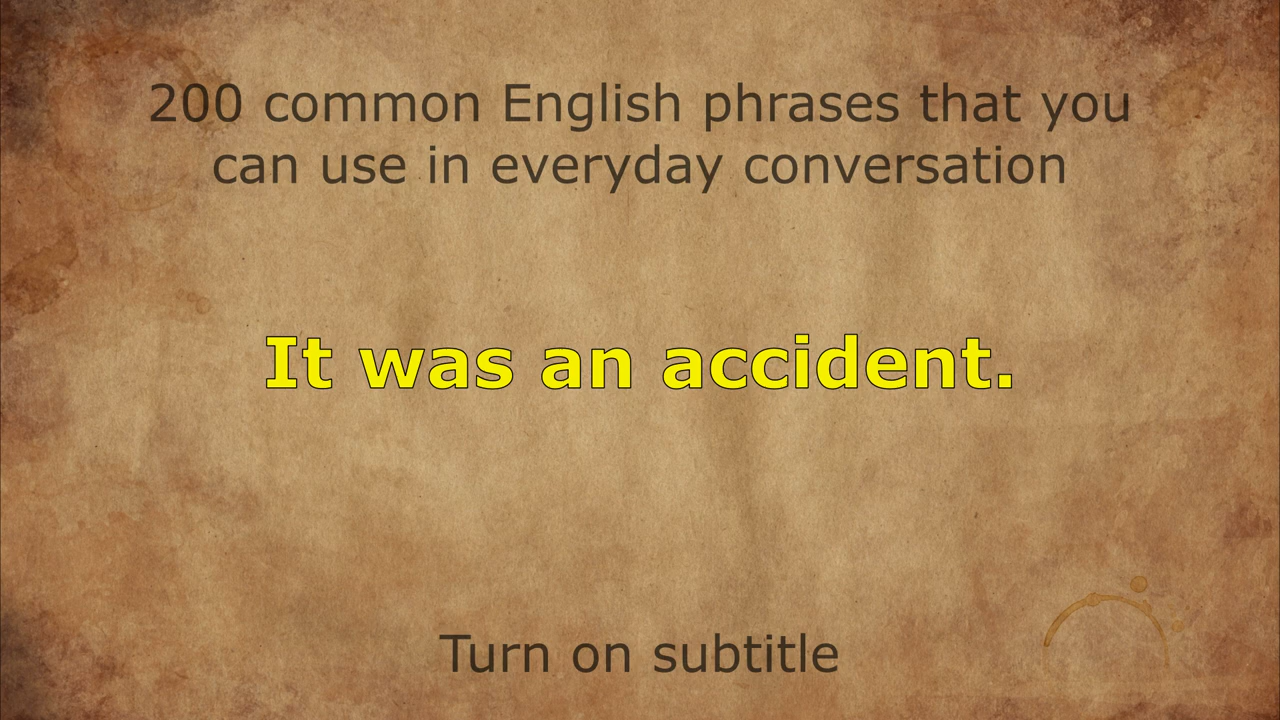 200 common English phrases that you
can use in everyday conversation
It was an accident.
Turn on subtitle